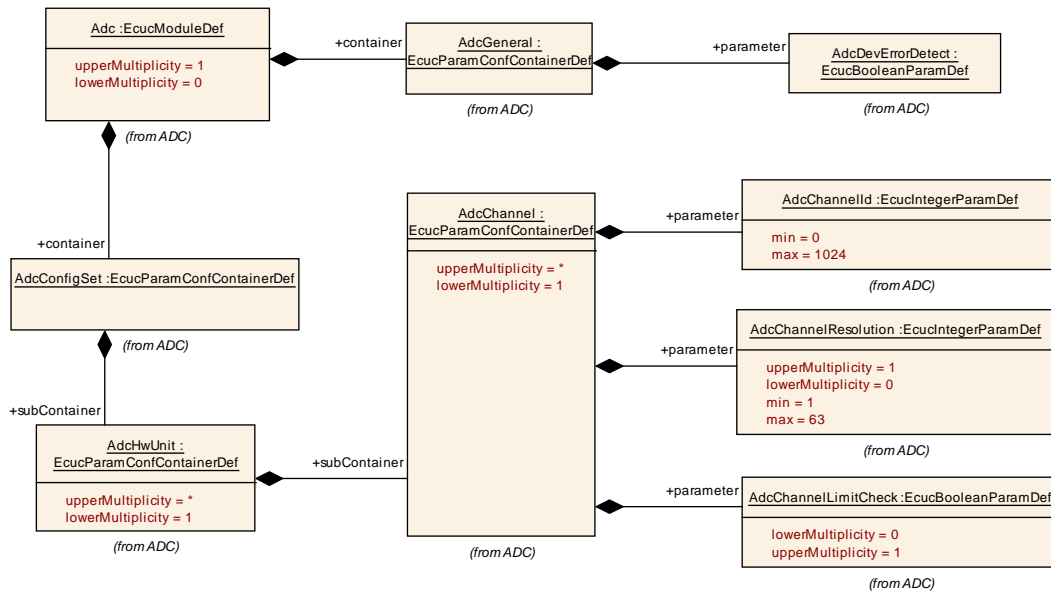 Adc :EcucModuleDef
upperMultiplicity = 1
lowerMultiplicity = 0
(from ADC)
+container
AdcGeneral :
EcucParamConfContainerDef
(from ADC)
+parameter
AdcDevErrorDetect :
EcucBooleanParamDef
(from ADC)
+container
AdcConfigSet :EcucParamConfContainerDef
(from ADC)
+subContainer
AdcHwUnit :
EcucParamConfContainerDef
upperMultiplicity = *
lowerMultiplicity = 1
(from ADC)
+subContainer
AdcChannel :
EcucParamConfContainerDef
upperMultiplicity = *
lowerMultiplicity = 1
(from ADC)
+parameter
AdcChannelId :EcucIntegerParamDef
min = 0
max = 1024
(from ADC)
+parameter
AdcChannelResolution :EcucIntegerParamDef
upperMultiplicity = 1
lowerMultiplicity = 0
min = 1
max = 63
(from ADC)
+parameter
AdcChannelLimitCheck :EcucBooleanParamDef
lowerMultiplicity = 0
upperMultiplicity = 1
(from ADC)